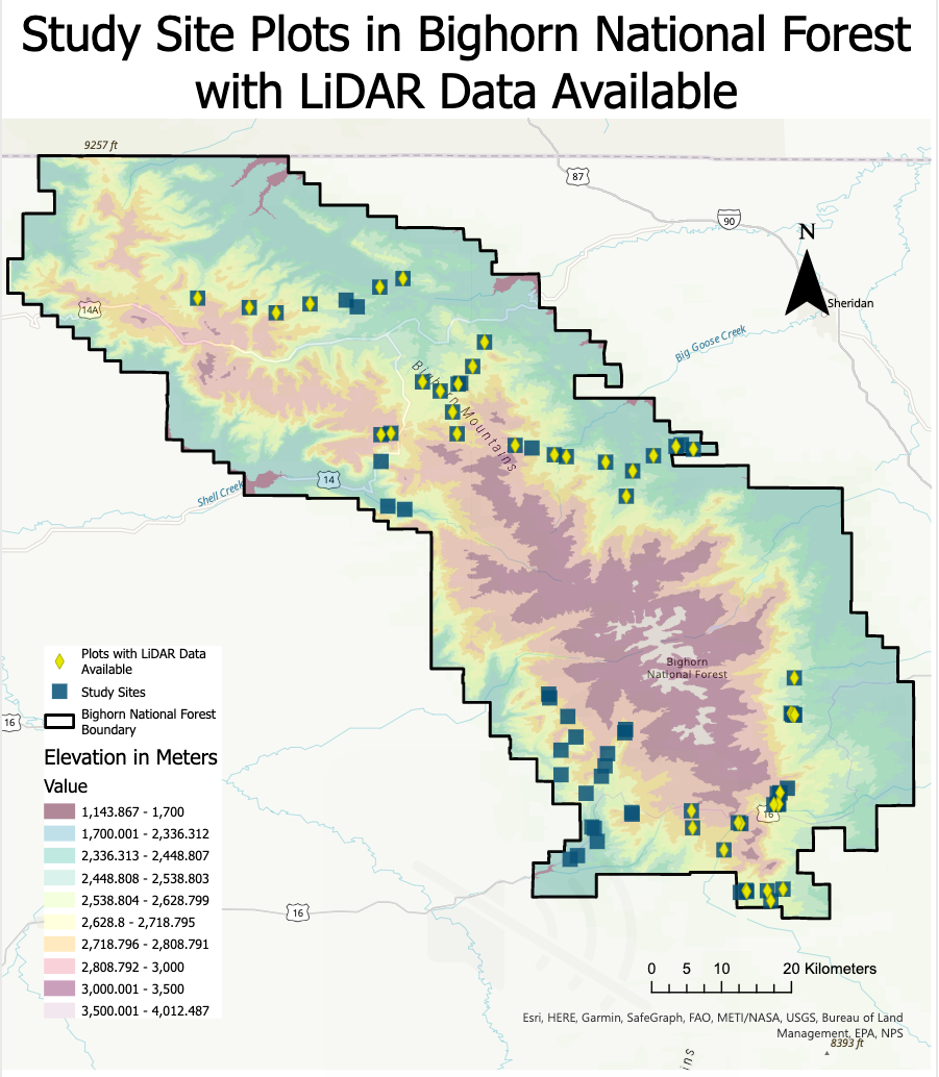 Study Site Plots in Bighorn National Forest
with LiDAR Data Available
9257 ft
87
90
N
14A
Sheridan
Big Goose Creek
Bighorn Mountains
14
Shell Creek
Bighorn
National Forest
Plots with LiDAR Data
Available
Study Sites
16
Bighorn National Forest
Boundary
Elevation in Meters
Value
1,143.867 - 1,700
16
1,700.001 - 2,336.312
2,336.313 - 2,448.807
2,448.808 - 2,538.803
2,538.804 - 2,628.799
16
2,628.8 - 2,718.795
2,718.796 - 2,808.791
2,808.792 - 3,000
3,000.001 - 3,500
3,500.001 - 4,012.487
0 5 10 20 Kilometers
Esri, HERE, Garmin, SafeGraph, FAO, METI/NASA, USGS, Bureau of Land
Management, EPA, NPS
8393 ft
ins